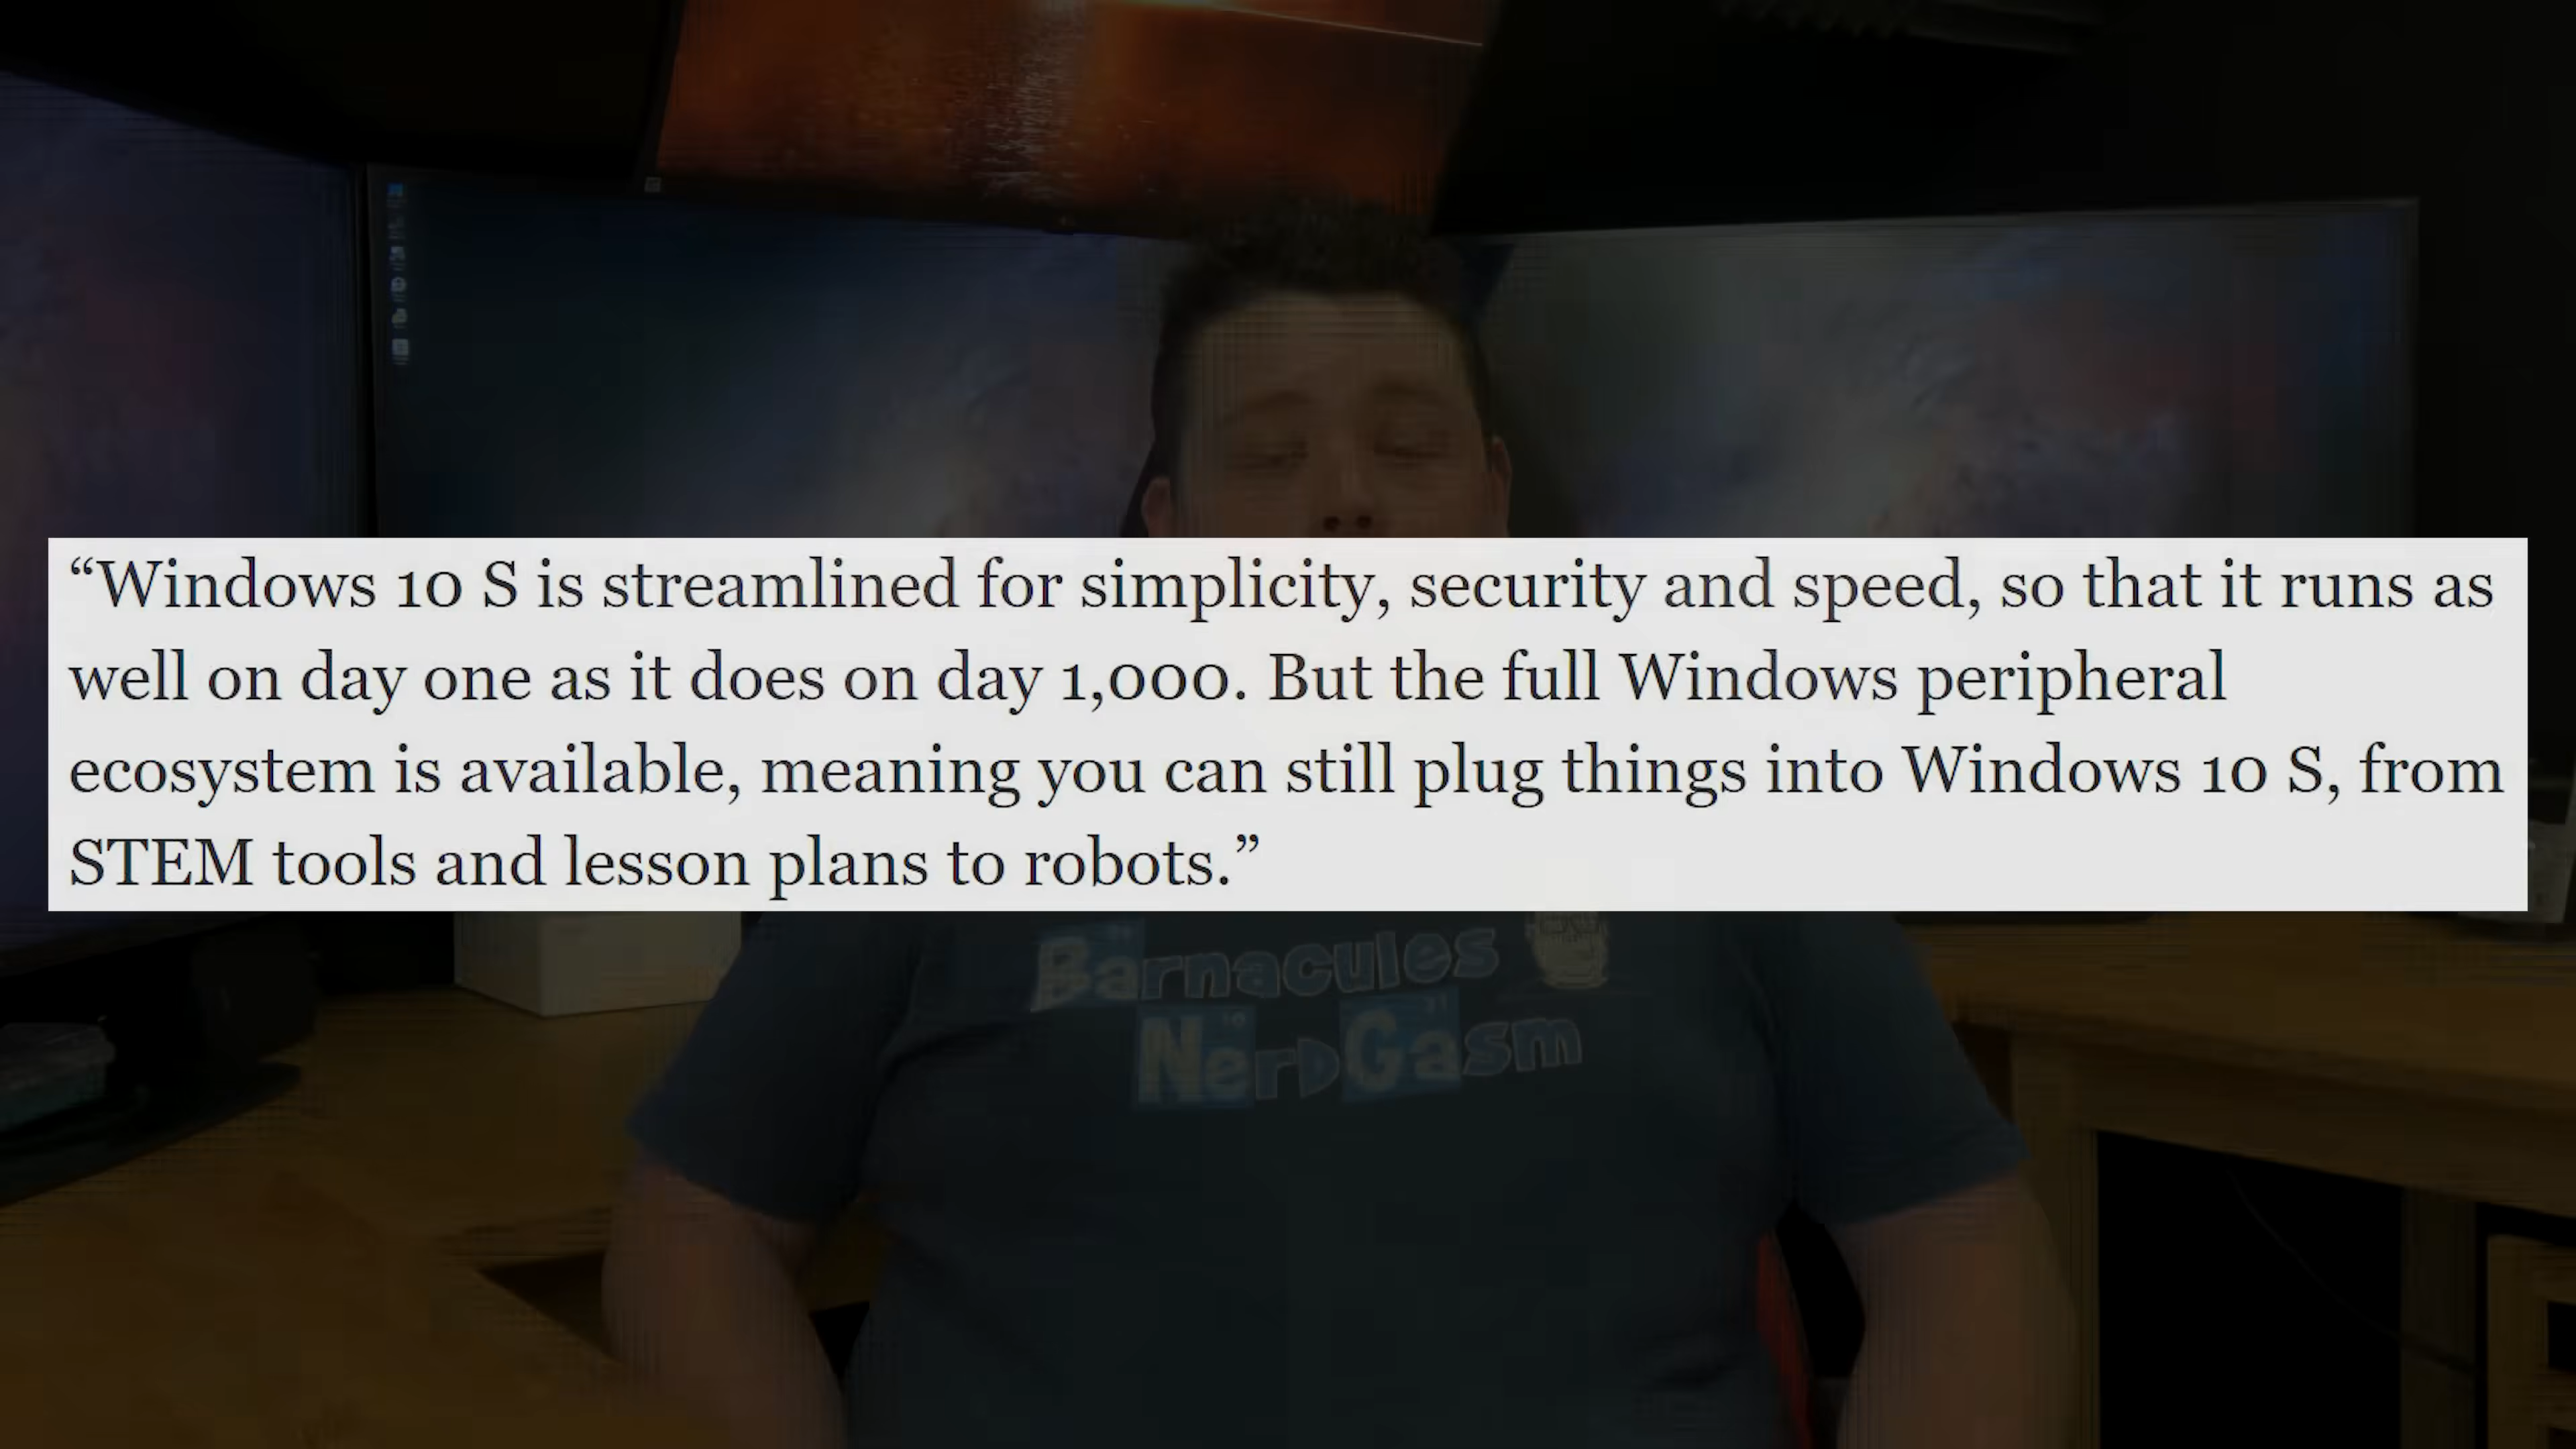 “Windows 10 S is streamlined for simplicity, security and speed, so that it runs as
well on day one as it does on day 1,000. But the full Windows peripheral
ecosystem is available, meaning you can still plug things into Windows 10 S, from
STEM tools and lesson plans to robots.”
Barnacules
NerdGasm